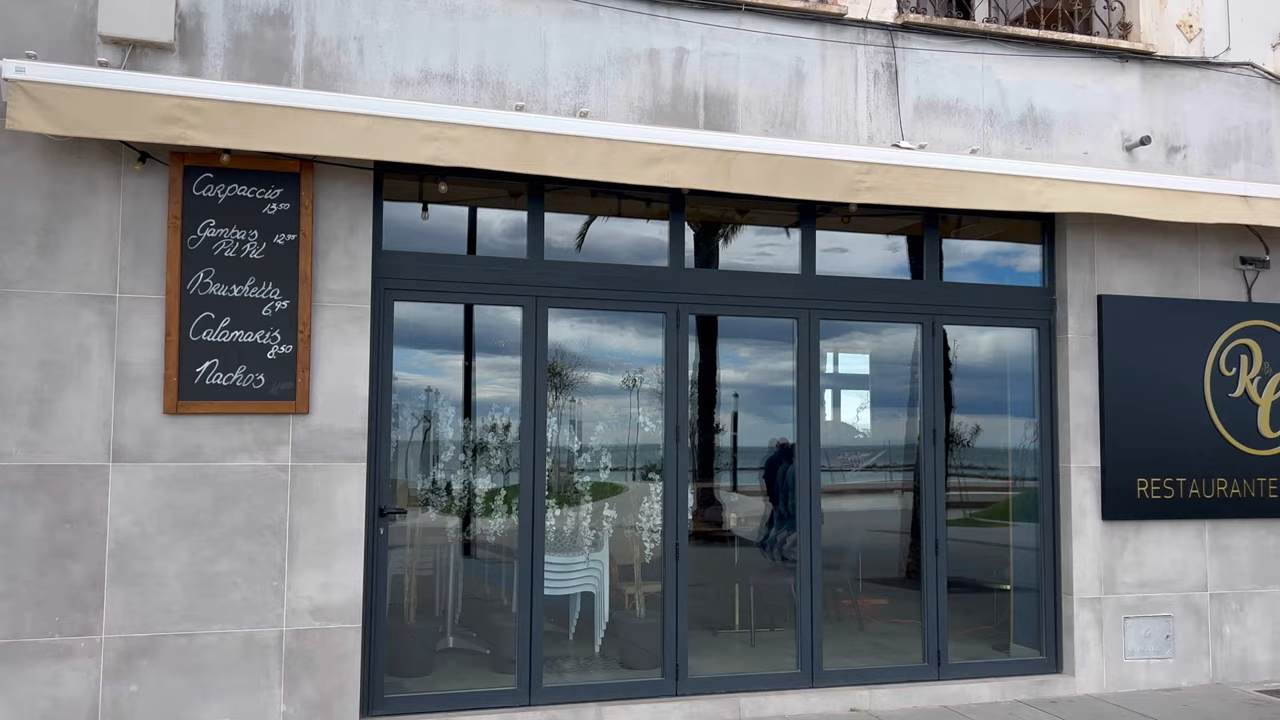 Carpaccio
13,50
Gamba's 12,95
Pil Pil
Bruschetta
6,95
Calamaris
8,50
Nacho's
R
C
RESTAURANTE